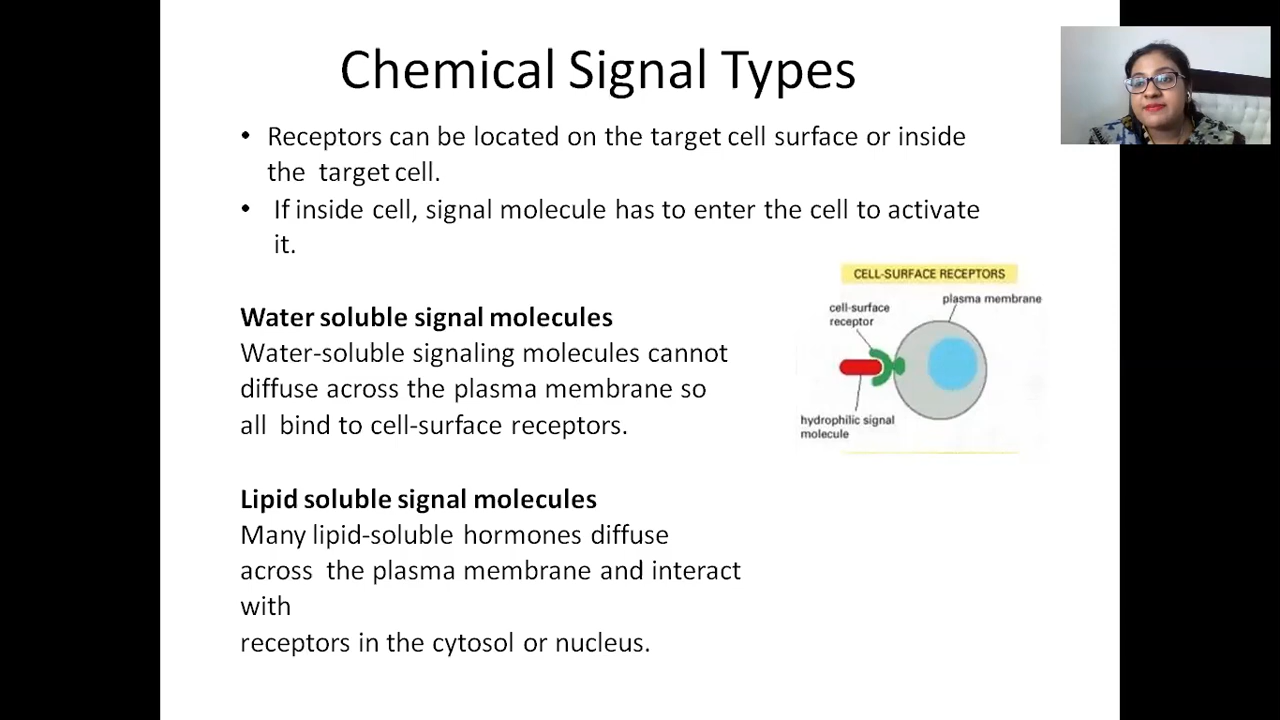 Chemical Signal Types
• Receptors can be located on the target cell surface or inside
the target cell.
• If inside cell, signal molecule has to enter the cell to activate
it.
CELL-SURFACE RECEPTORS
plasma membrane
cell-surface
receptor
hydrophilic signal
molecule
Water soluble signal molecules
Water-soluble signaling molecules cannot
diffuse across the plasma membrane so
all bind to cell-surface receptors.
Lipid soluble signal molecules
Many lipid-soluble hormones diffuse
across the plasma membrane and interact
with
receptors in the cytosol or nucleus.